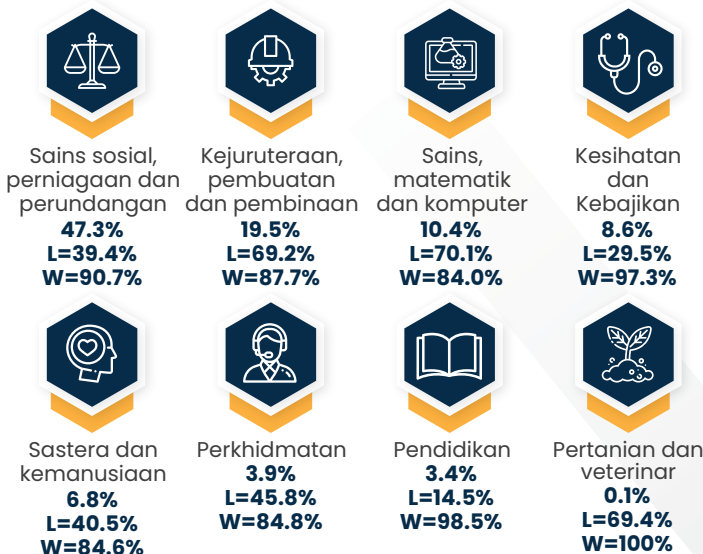 Sains sosial,
perniagaan dan
perundangan
47.3%
L=39.4%
W=90.7%
Kejuruteraan,
pembuatan
dan pembinaan
19.5%
L=69.2%
W=87.7%
Sains,
matematik
dan komputer
10.4%
L=70.1%
W=84.0%
Kesihatan
dan
Kebajikan
8.6%
L=29.5%
W=97.3%
Sastera dan
kemanusiaan
6.8%
L=40.5%
W=84.6%
Perkhidmatan
3.9%
L=45.8%
W=84.8%
Pendidikan
3.4%
L=14.5%
W=98.5%
Pertanian dan
veterinar
0.1%
L=69.4%
W=100%